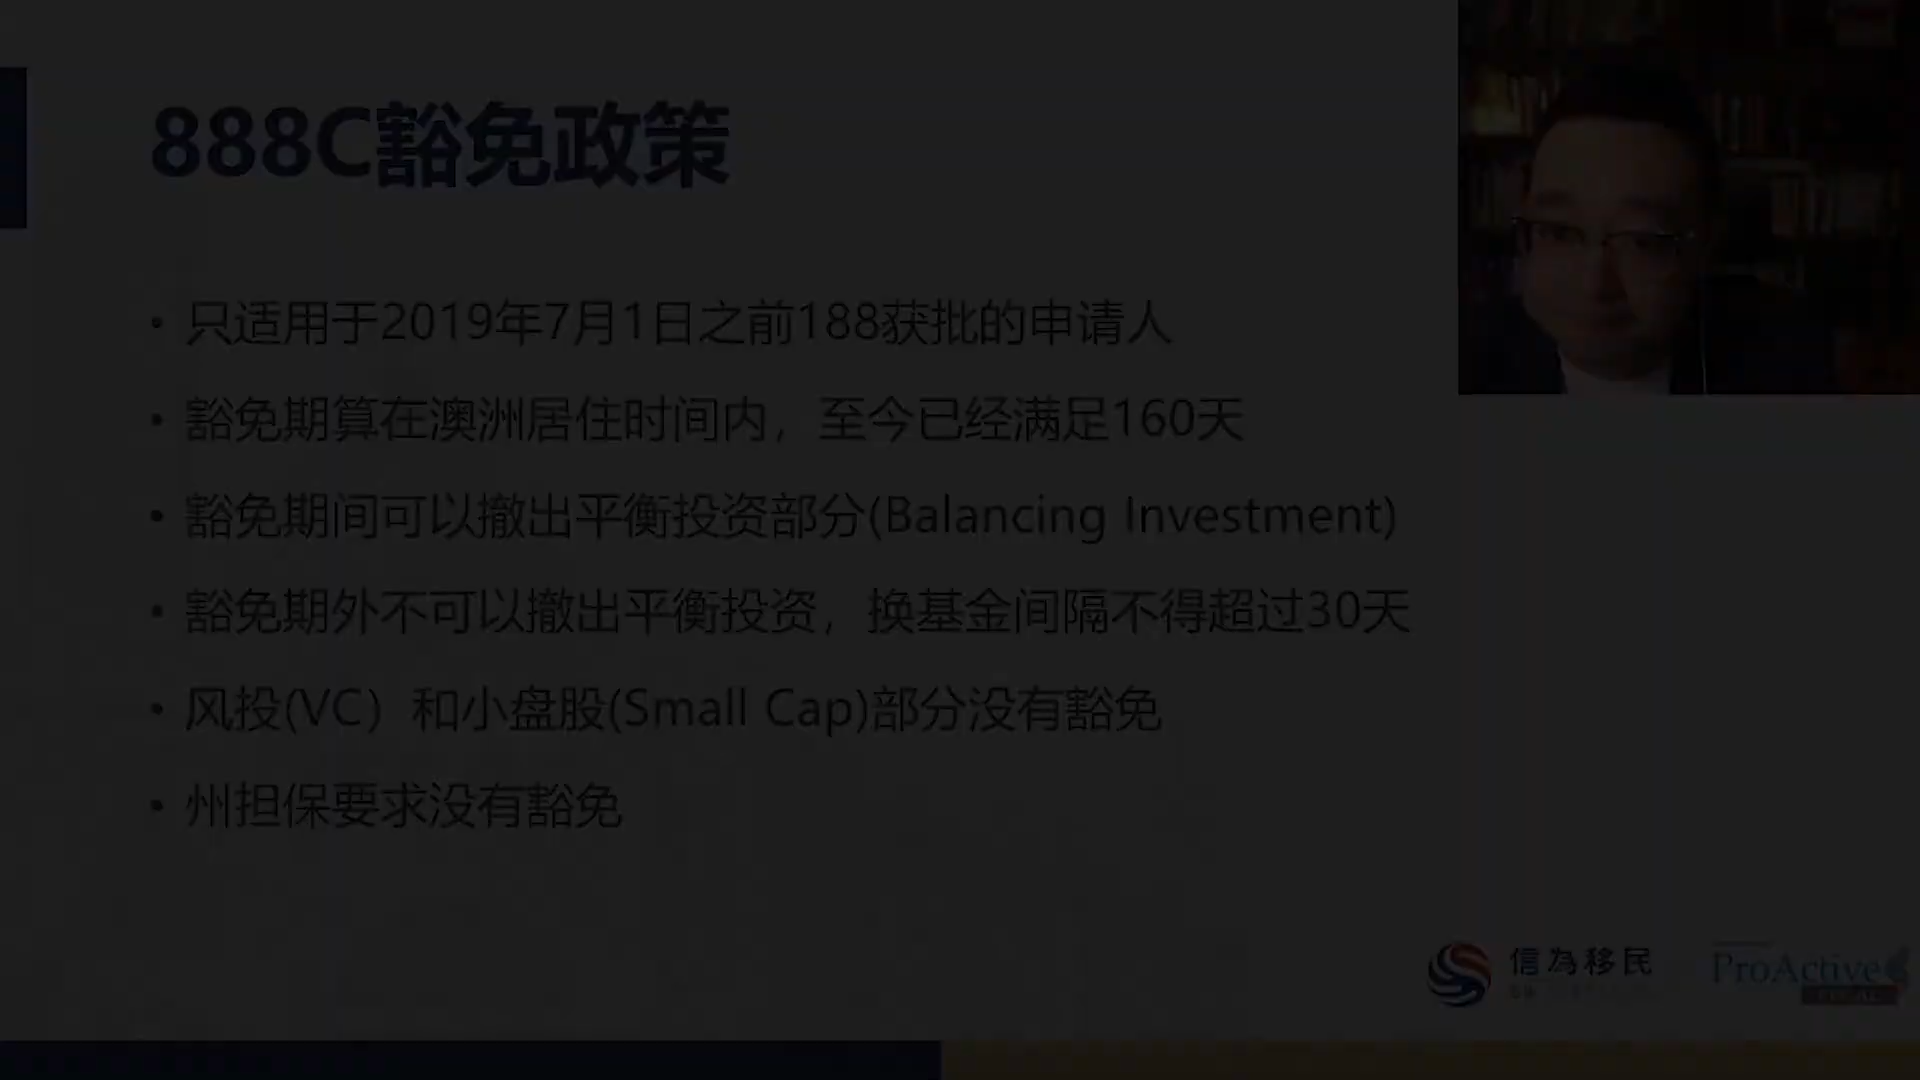 888C豁免政策
• 只适用于2019年7月1日之前188获批的申请人
• 豁免期算在澳洲居住时间内，至今已经满足160天
• 豁免期间可以撤出平衡投资部分(Balancing Investment)
• 豁免期外不可以撤出平衡投资，换基金间隔不得超过30天
• 风投(VC）和小盘股(Small Cap)部分没有豁免
• 州担保要求没有豁免
信為移民
ProActive